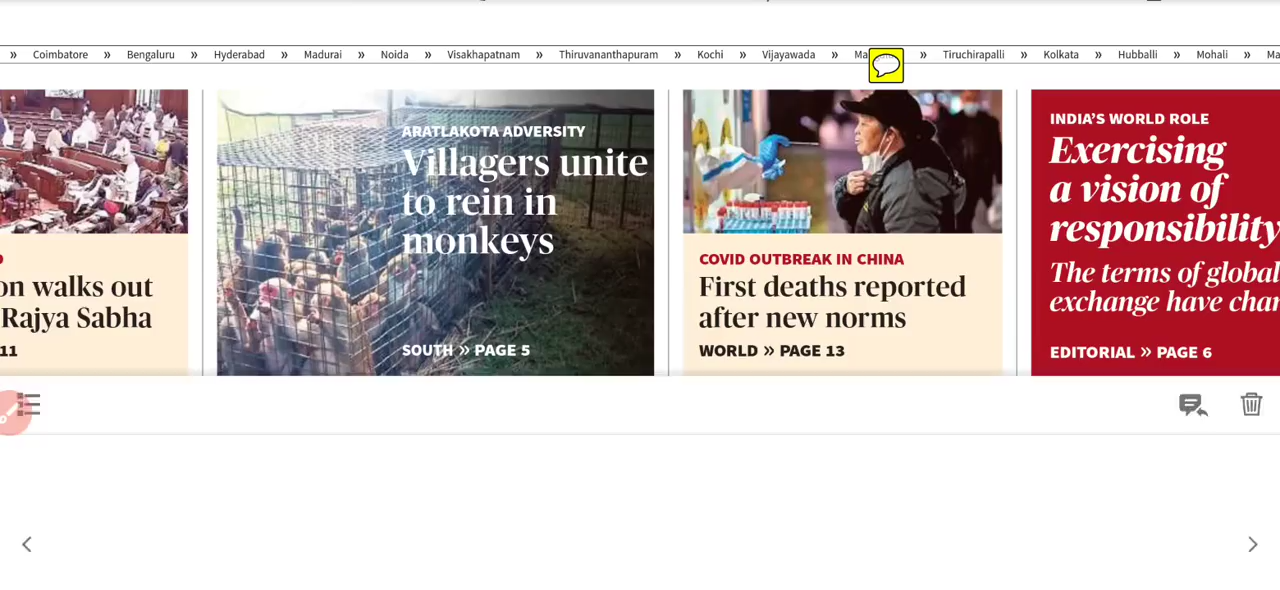 » Coimbatore » Bengaluru » Hyderabad » Madurai » Noida » Visakhapatnam » Thiruvananthapuram » Kochi » Vijayawada » » Tiruchirapalli » Kolkata » Hubballi » Mohali »
ARATLAKOTA ADVERSITY
Villagers unite
to rein in
monkeys
SOUTH » PAGE 5
walks out
Rajya Sabha
11
COVID OUTBREAK IN CHINA
First deaths reported
after new norms
WORLD » PAGE 13
INDIA'S WORLD ROLE
Exercising
a vision of
responsibility
The terms of global
exchange have
EDITORIAL » PAGE 6